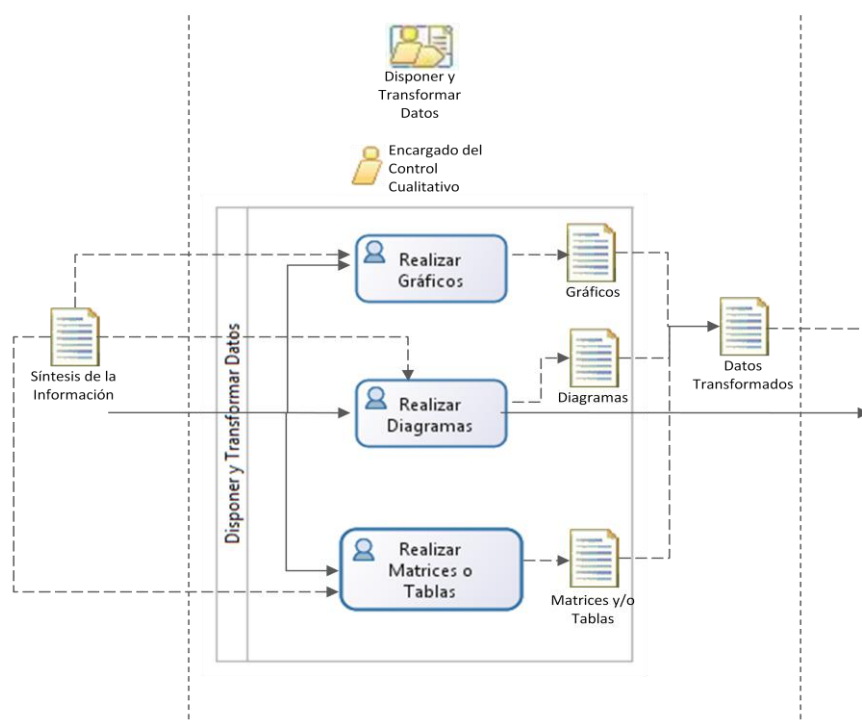 Disponer y
Transformar
Datos
Encargado del
Control
Cualitativo
Disponer y Transformar Datos
Realizar
Gráficos
Gráficos
Síntesis de la
Información
Realizar
Diagramas
Diagramas
Datos
Transformados
Realizar
Matrices o
Tablas
Matrices y/o
Tablas